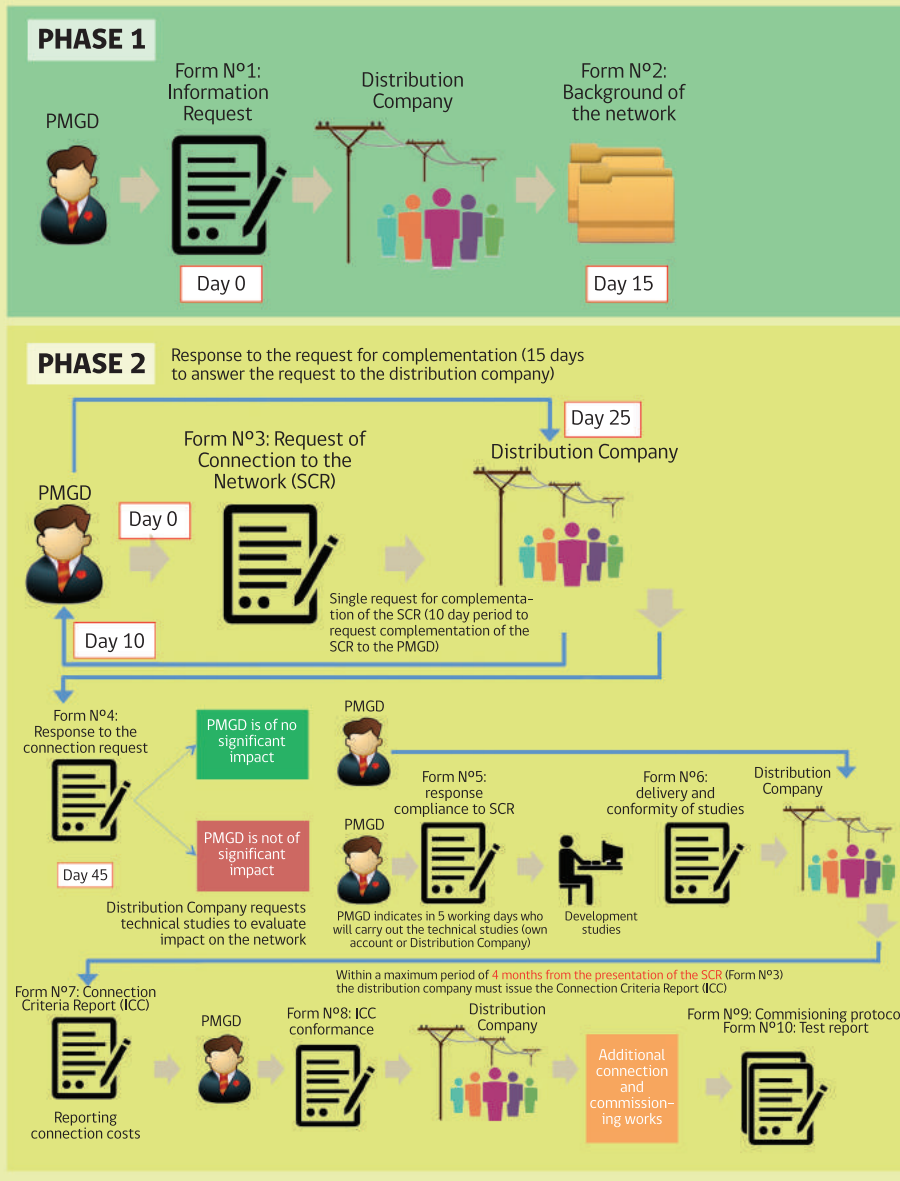 PHASE 1
PMGD
Form Nº1:
Information
Request
Day 0
Distribution
Company
Form Nº2:
Background of
the network
Day 15
PHASE 2
Response to the request for complementation (15 days
to answer the request to the distribution company)
Day 25
PMGD
Day 0
Form Nº3: Request of
Connection to the
Network (SCR)
Distribution Company
Single request for complementa-
tion of the SCR (10 day period to
request complementation of the
SCR to the PMGD)
Day 10
Form Nº4:
Response to the
connection request
Day 45
PMGD is of no
significant
impact
PMGD is not of
significant
impact
Distribution Company requests
technical studies to evaluate
impact on the network
PMGD
PMGD
Form Nº5:
response
compliance to SCR
PMGD indicates in 5 working days who
will carry out the technical studies (own
account or Distribution Company)
Development
studies
Form Nº6:
delivery and
conformity of studies
Distribution
Company
Within a maximum period of 4 months from the presentation of the SCR (Form Nº3)
the distribution company must issue the Connection Criteria Report (ICC)
Form Nº7: Connection
Criteria Report (ICC)
Reporting
connection costs
PMGD
Form Nº8: ICC
conformance
Distribution
Company
Additional
connection
and
commission-
ing works
Form Nº9: Commisioning protoco
Form Nº10: Test report